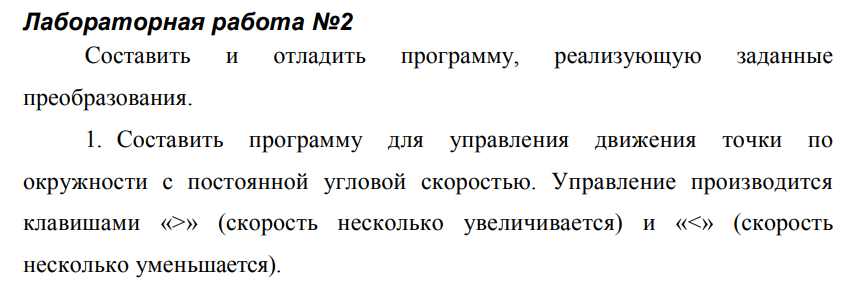 Лабораторная работа №2
Составить и отладить программу, реализующую заданные
преобразования.
1. Составить программу для управления движения точки по
окружности с постоянной угловой скоростью. Управление производится
клавишами «>» (скорость несколько увеличивается) и «<» (скорость
несколько уменьшается).